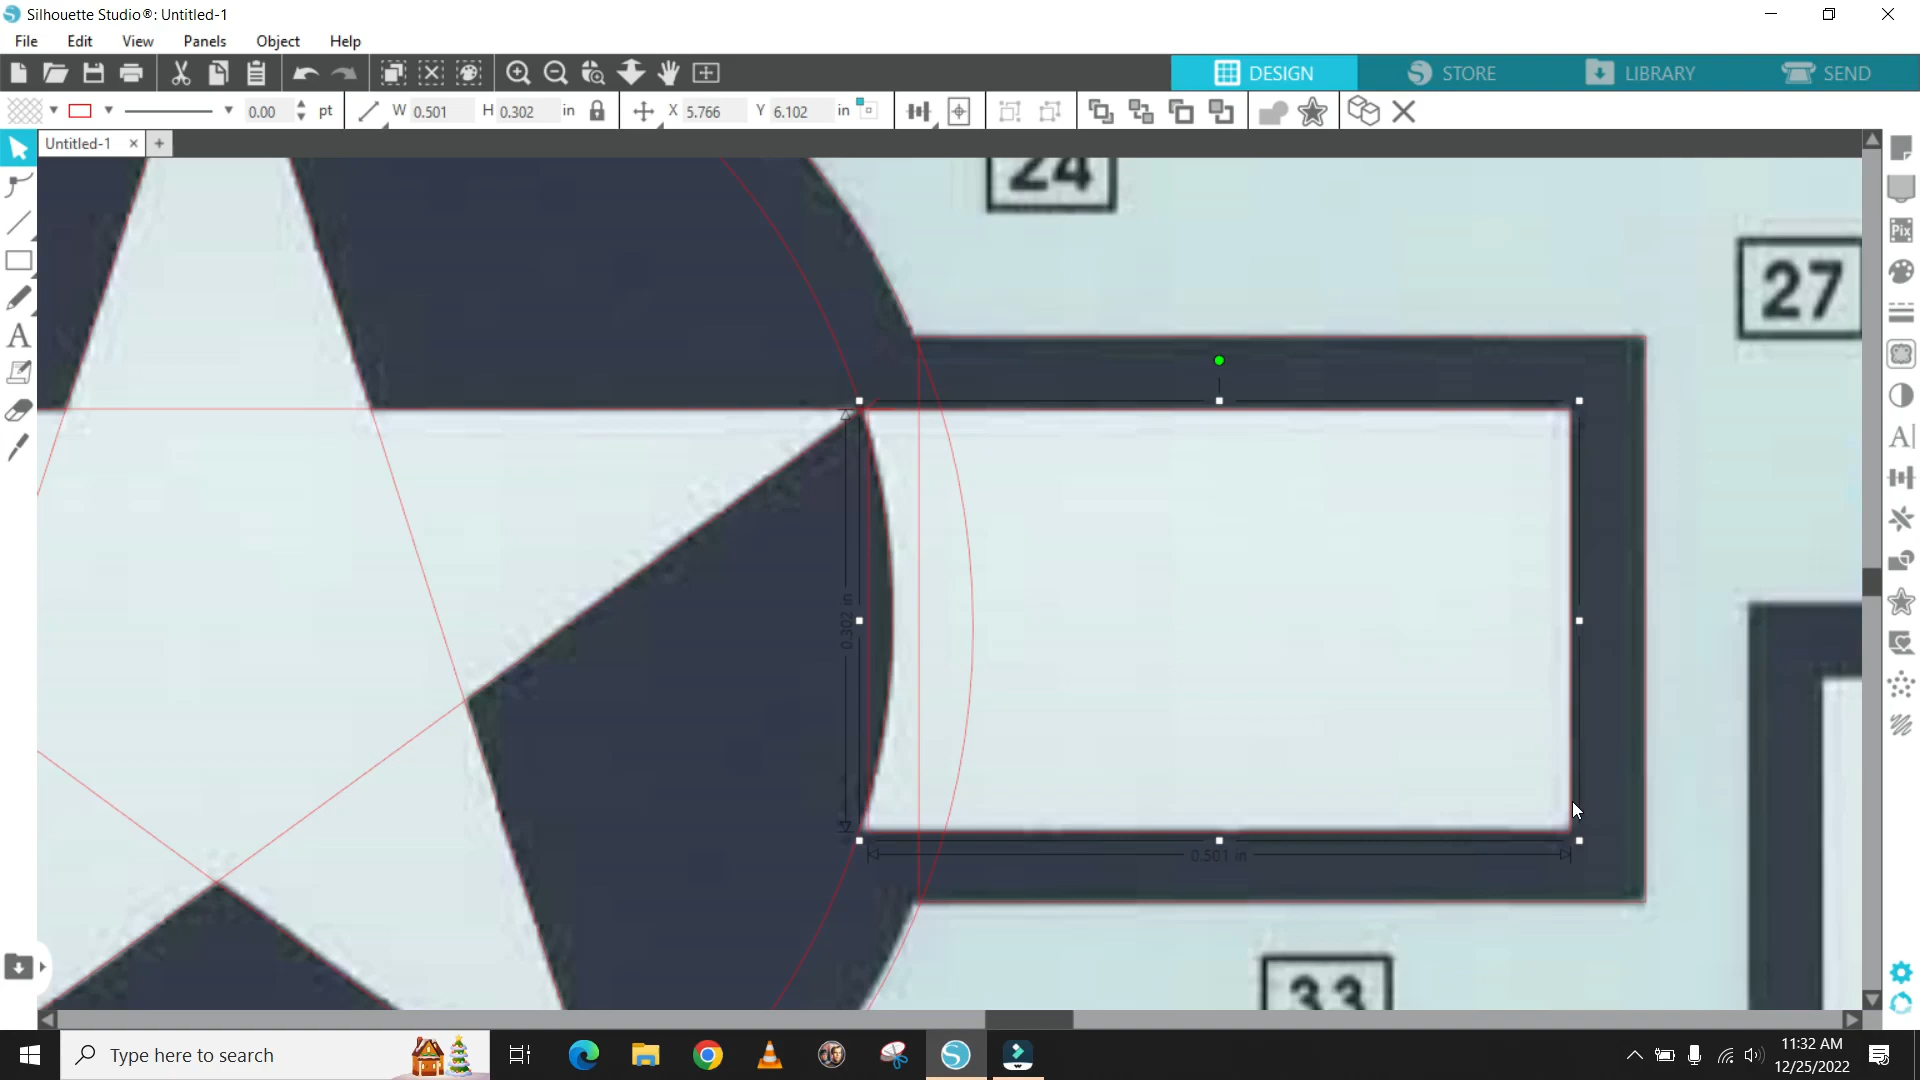 Silhouette Studio®: Untitled-1
File Edit View Panels Object Help
DESIGN STORE LIBRARY SEND
0.00 pt W 0.501 H 0.302 in X 5.766 Y 6.102 in
Untitled-1
Pix
A
A
24
27
0.302 in
0.501 in
33
Type here to search
11:32 AM
12/25/2022